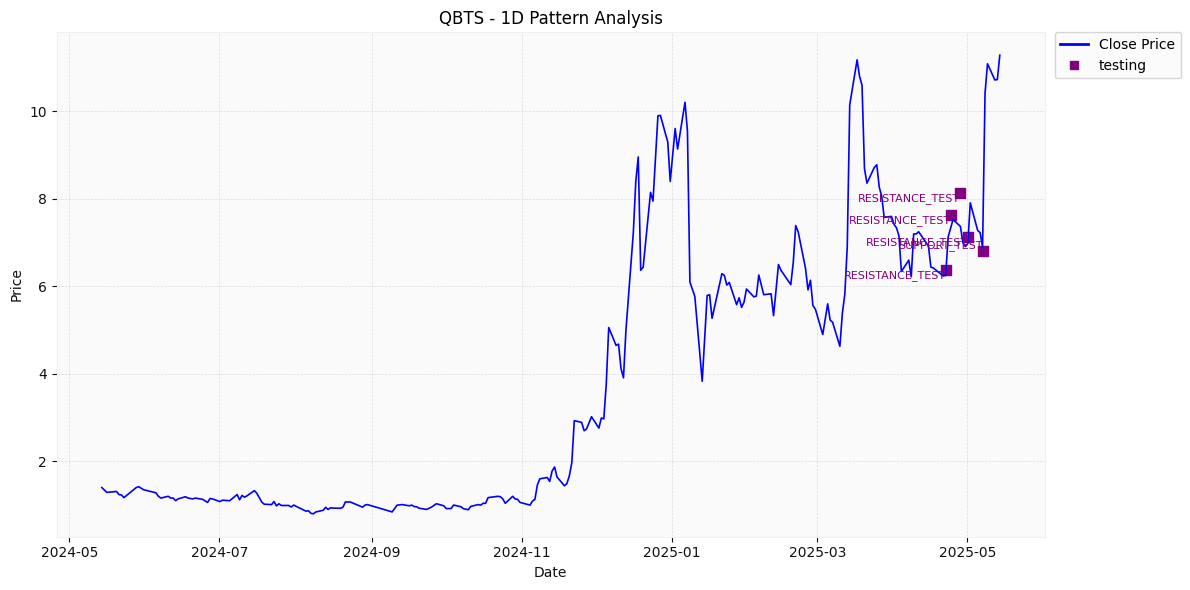 QBTS - 1D Pattern Analysis
Close Price
testing
Price
10
8
6
4
2
RESISTANCE_TEST
RESISTANCE_TEST
RESISTANCE_TEST
SUPPORT_TEST
RESISTANCE_TEST
2024-05
2024-07
2024-09
2024-11
2025-01
2025-03
2025-05
Date